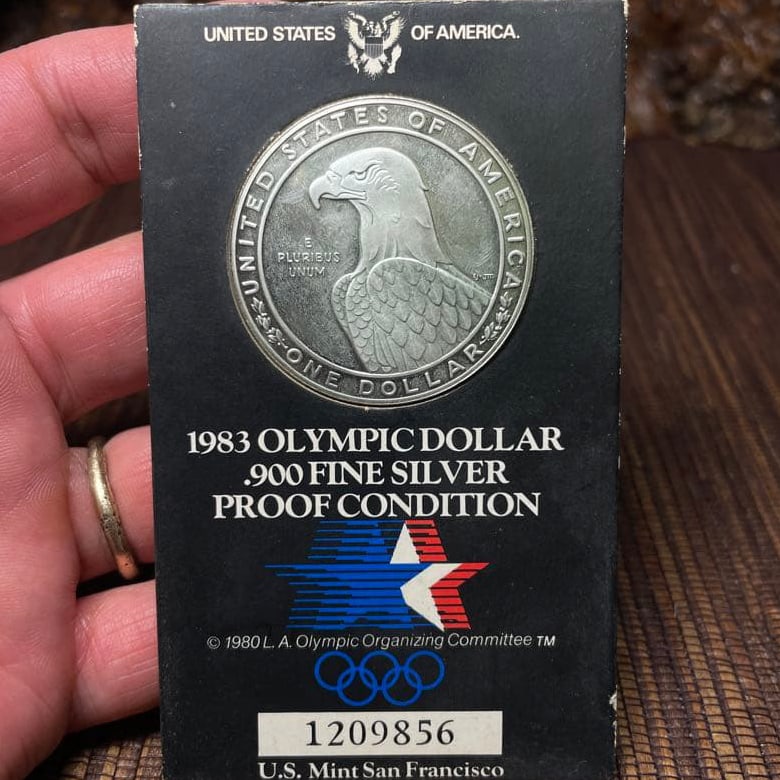 UNITED STATES OF AMERICA.
UNITED STATES OF AMERICA
E
PLURIBUS
UNUM
ONE DOLLAR
1983 OLYMPIC DOLLAR
.900 FINE SILVER
PROOF CONDITION
© 1980 L. A. Olympic Organizing Committee TM
1209856
U.S. Mint San Francisco